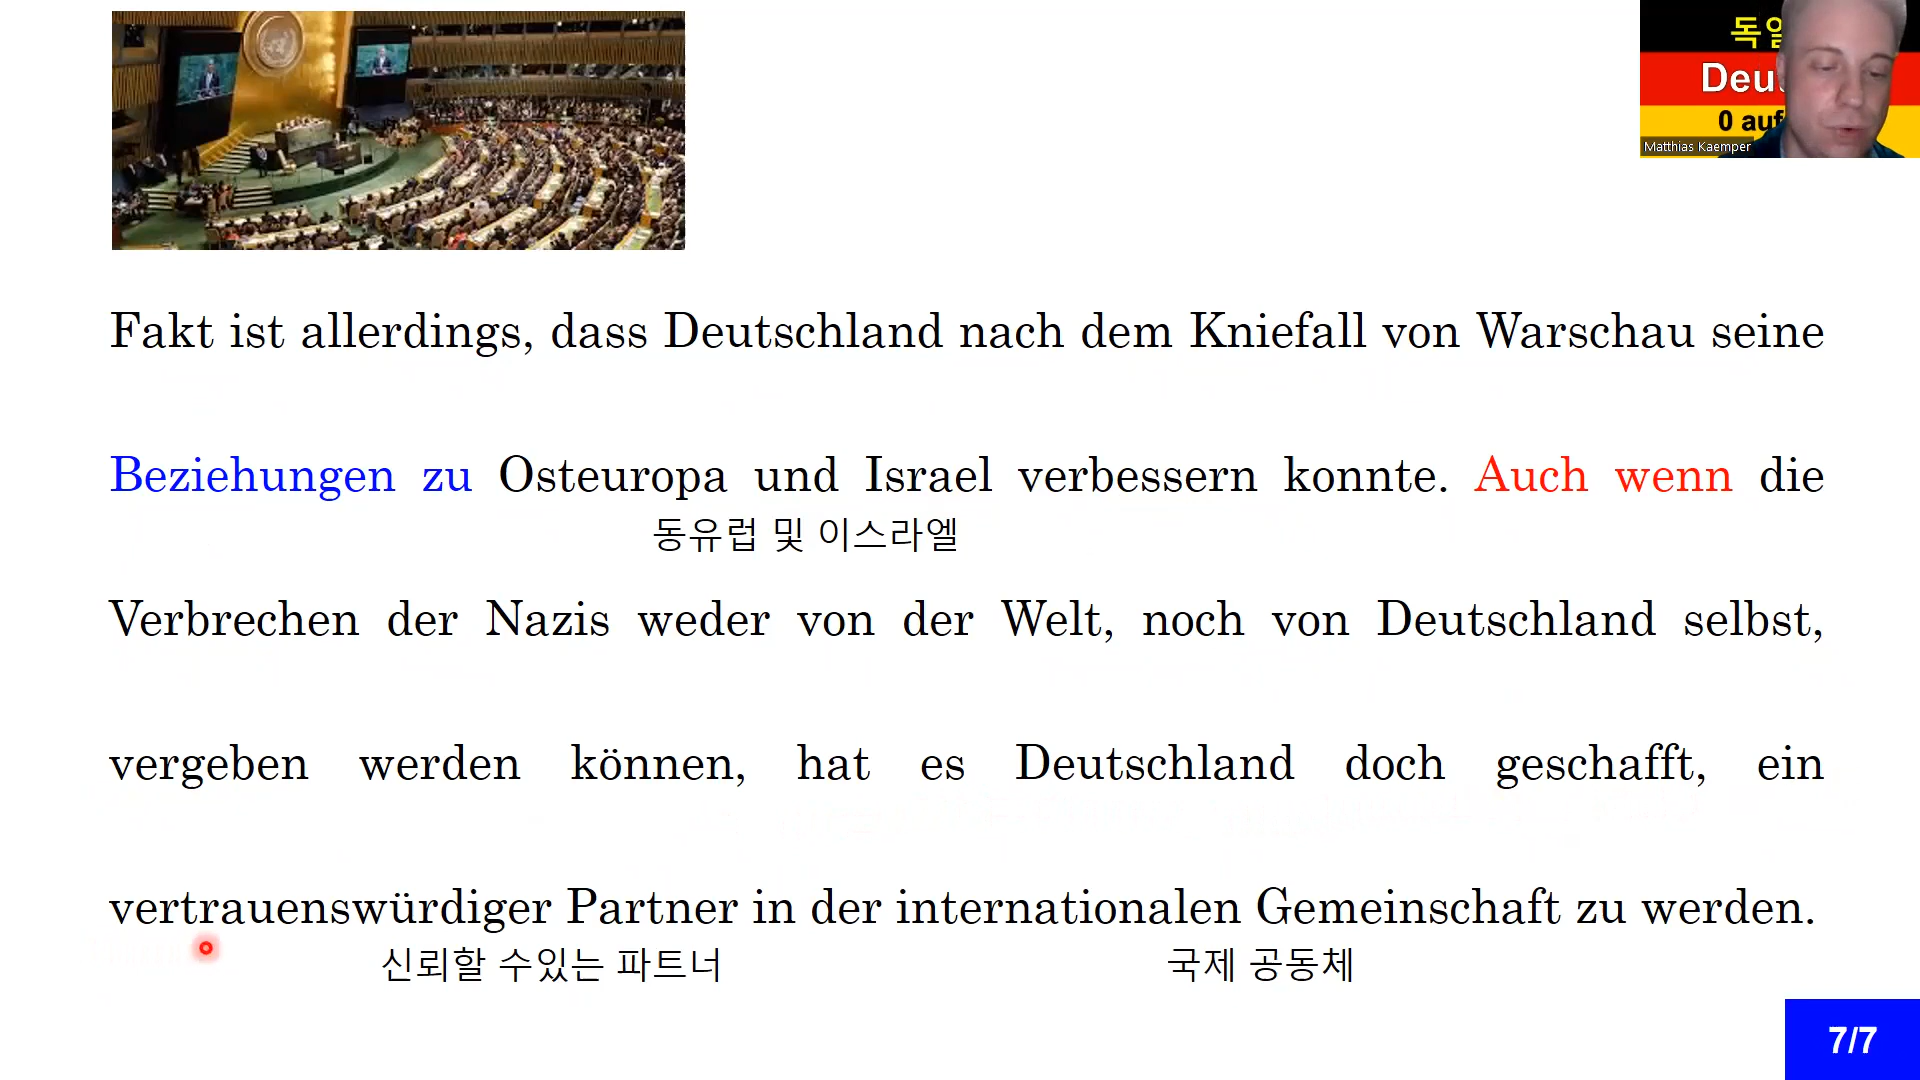 독일
Deu
0 auf
Matthias Kaemper
Fakt ist allerdings, dass Deutschland nach dem Kniefall von Warschau seine
Beziehungen zu Osteuropa und Israel verbessern konnte. Auch wenn die
동유럽 및 이스라엘
Verbrechen der Nazis weder von der Welt, noch von Deutschland selbst,
vergeben werden können, hat es Deutschland doch geschafft, ein
vertrauenswürdiger Partner in der internationalen Gemeinschaft zu werden.
신뢰할 수있는 파트너 국제 공동체
7/7